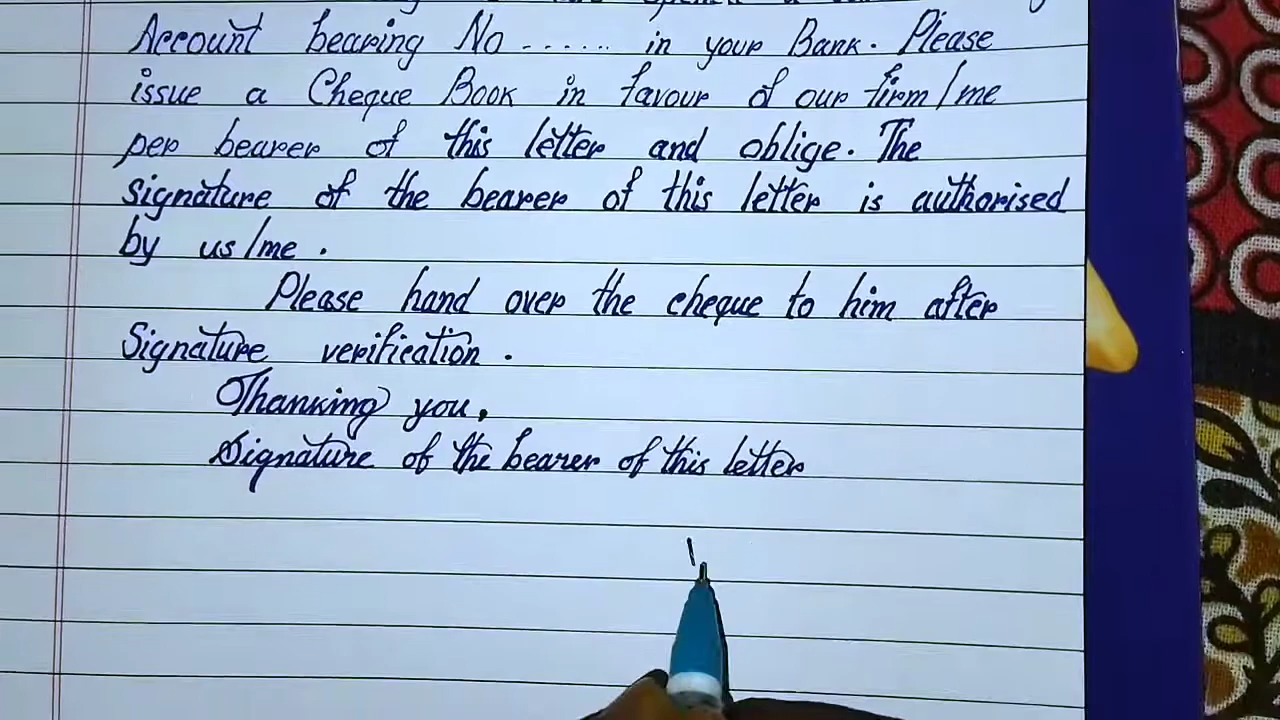 Account bearing No ...... in your Bank. Please
issue a Cheque Book in favour of our firm/me
per bearer of this letter and oblige. The
signature of the bearer of this letter is authorised
by us/me.
Please hand over the cheque to him after
Signature verification.
Thanking you,
Signature of the bearer of this letter